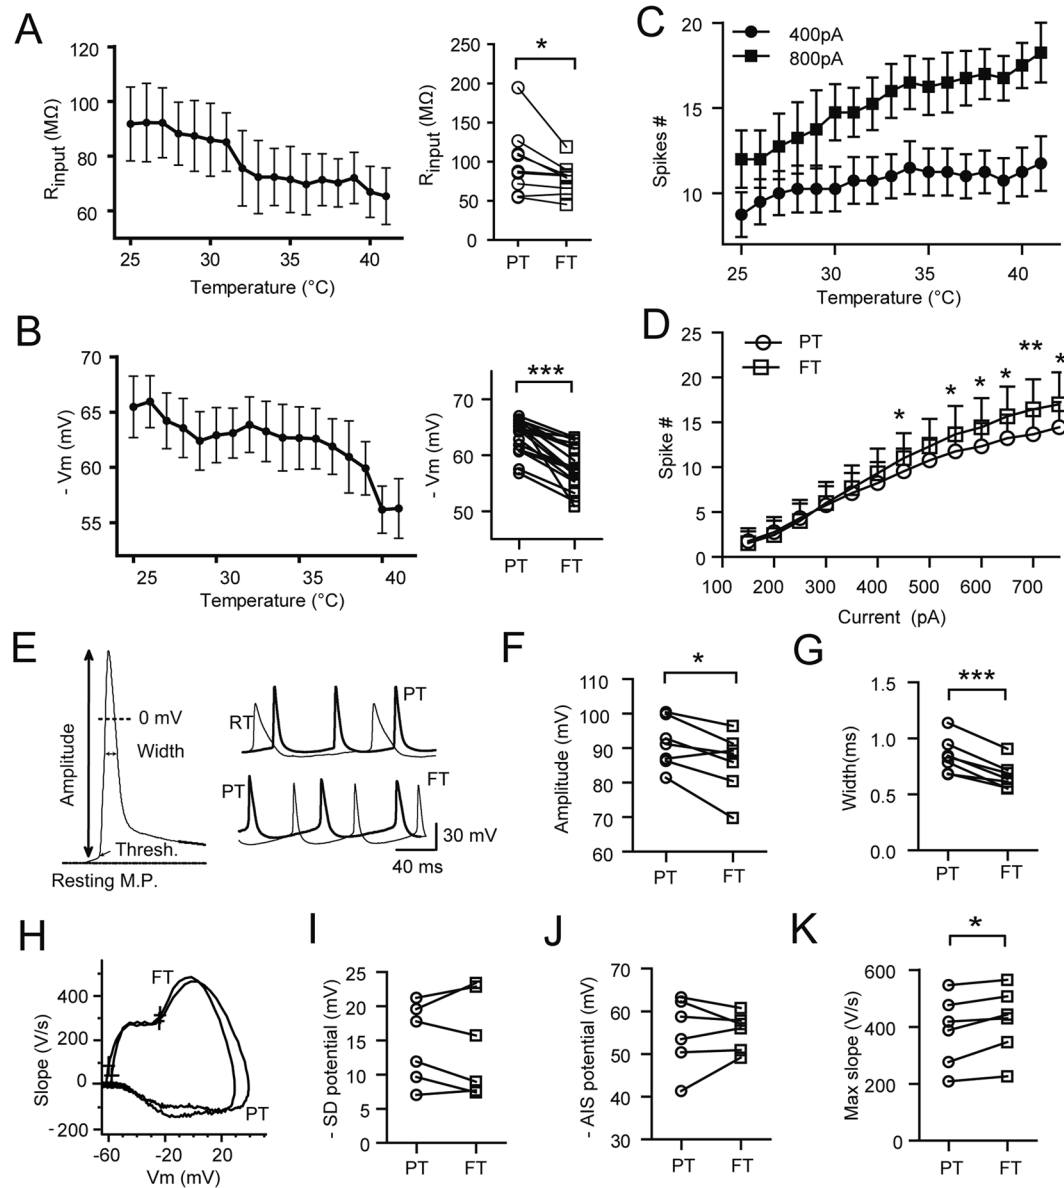 A
R input (MΩ)
120
100
80
60
25
30
35
40
Temperature (°C)
R input (MΩ)
250
200
150
100
50
0
*
PT
FT
C
Spikes #
20
15
10
400pA
800pA
25
30
35
40
Temperature (°C)
B
- Vm (mV)
70
65
60
55
25
30
35
40
Temperature (°C)
- Vm (mV)
70
60
50
***
PT
FT
D
Spike #
25
20
15
10
5
0
PT
FT
*
*
*
*
**
*
100
200
300
400
500
600
700
Current (pA)
E
Amplitude
0 mV
Width
Thresh.
Resting M.P.
RT
PT
PT
FT
30 mV
40 ms
F
Amplitude (mV)
110
100
90
80
70
60
*
PT
FT
G
Width(ms)
1.5
1.0
0.5
0.0
***
PT
FT
H
Slope (V/s)
400
200
0
-200
FT
PT
-60
-20
20
Vm (mV)
I
- SD potential (mV)
25
20
15
10
5
0
PT
FT
J
- AIS potential (mV)
70
60
50
40
30
PT
FT
K
Max slope (V/s)
600
400
200
0
*
PT
FT